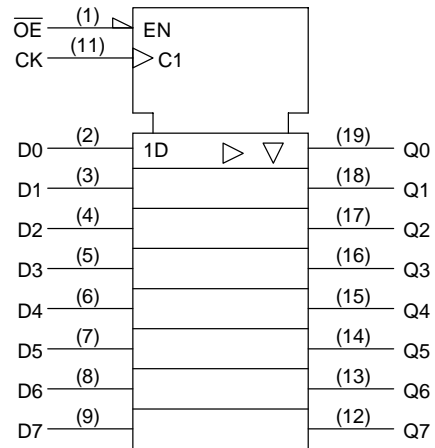 O̅E̅ (1) EN
CK (11) C1
D0 (2) 1D (19) Q0
D1 (3) (18) Q1
D2 (4) (17) Q2
D3 (5) (16) Q3
D4 (6) (15) Q4
D5 (7) (14) Q5
D6 (8) (13) Q6
D7 (9) (12) Q7